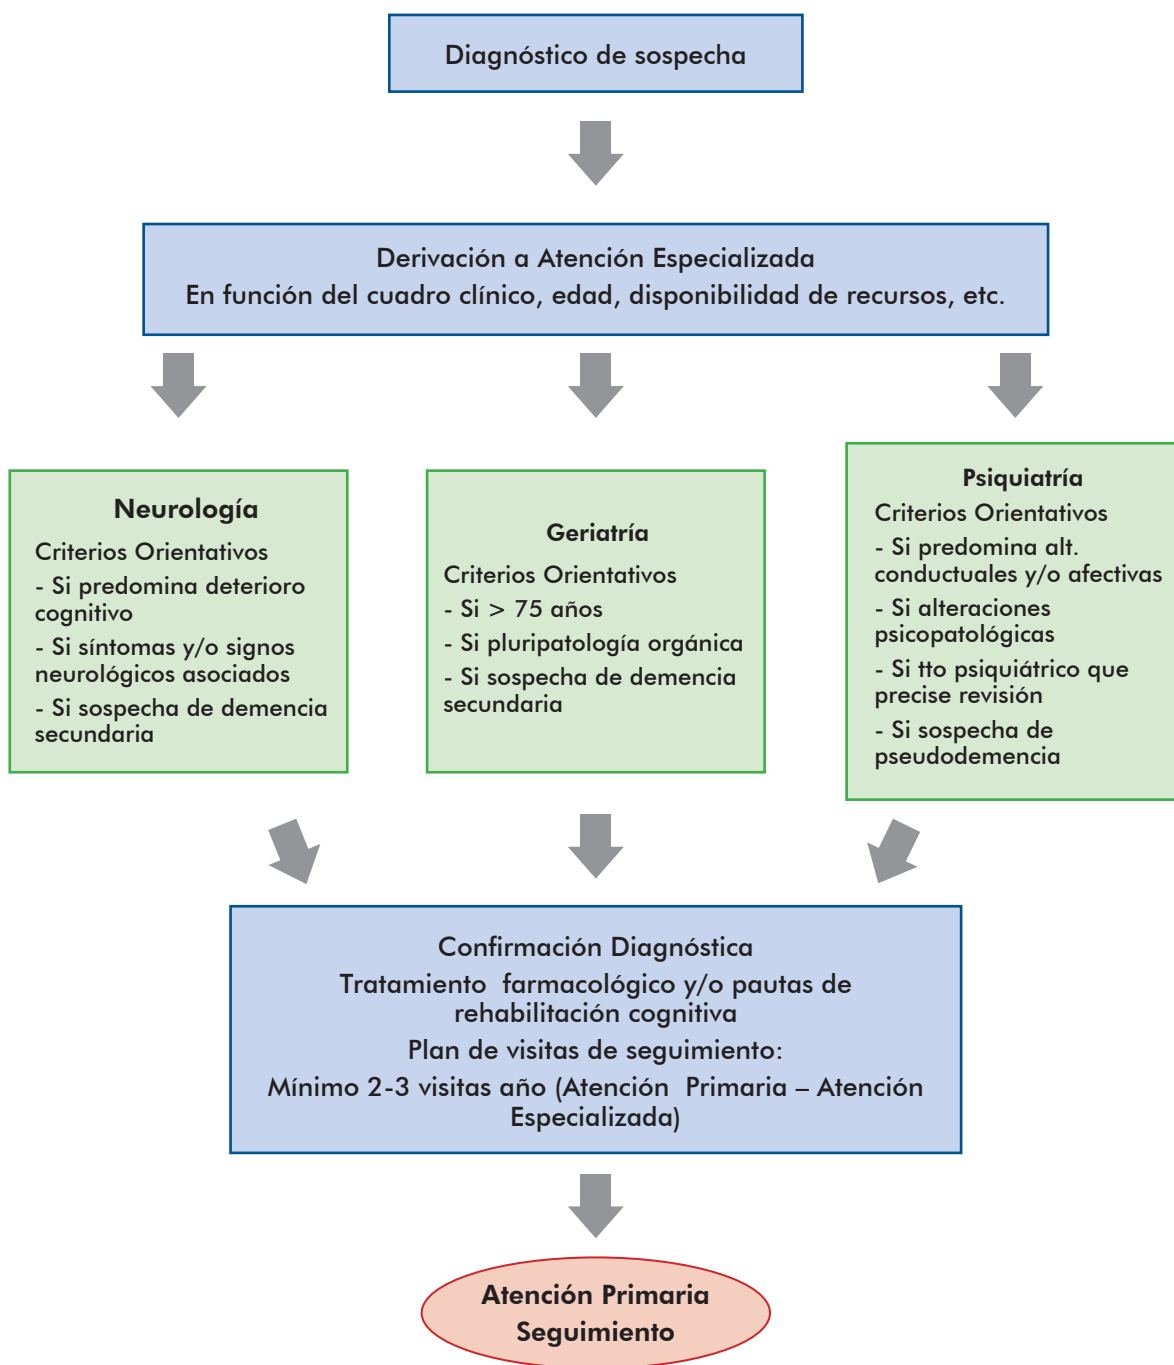 Diagnóstico de sospecha
Derivación a Atención Especializada
En función del cuadro clínico, edad, disponibilidad de recursos, etc.
Neurología
Criterios Orientativos
- Si predomina deterioro
cognitivo
- Si síntomas y/o signos
neurológicos asociados
- Si sospecha de demencia
secundaria
Geriatría
Criterios Orientativos
- Si > 75 años
- Si pluripatología orgánica
- Si sospecha de demencia
secundaria
Psiquiatría
Criterios Orientativos
- Si predomina alt.
conductuales y/o afectivas
- Si alteraciones
psicopatológicas
- Si tto psiquiátrico que
precise revisión
- Si sospecha de
pseudodemencia
Confirmación Diagnóstica
Tratamiento farmacológico y/o pautas de
rehabilitación cognitiva
Plan de visitas de seguimiento:
Mínimo 2-3 visitas año (Atención Primaria – Atención
Especializada)
Atención Primaria
Seguimiento